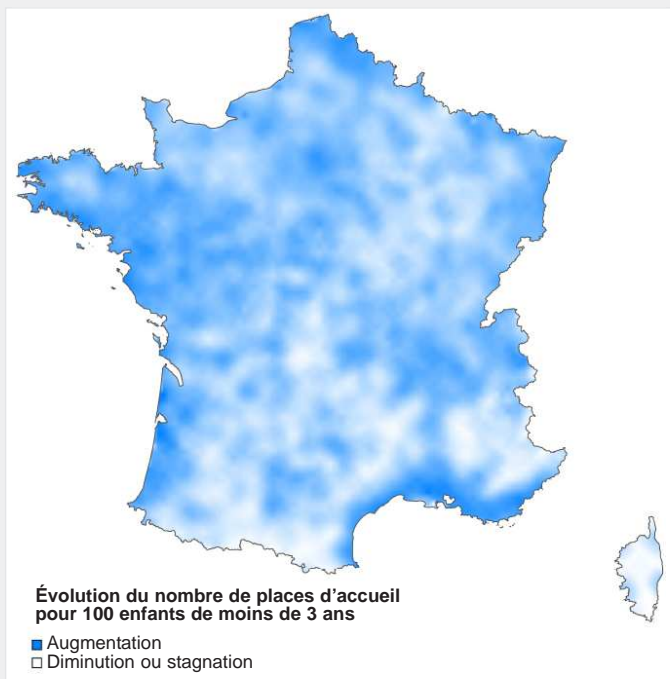 Évolution du nombre de places d’accueil
pour 100 enfants de moins de 3 ans
Augmentation
Diminution ou stagnation